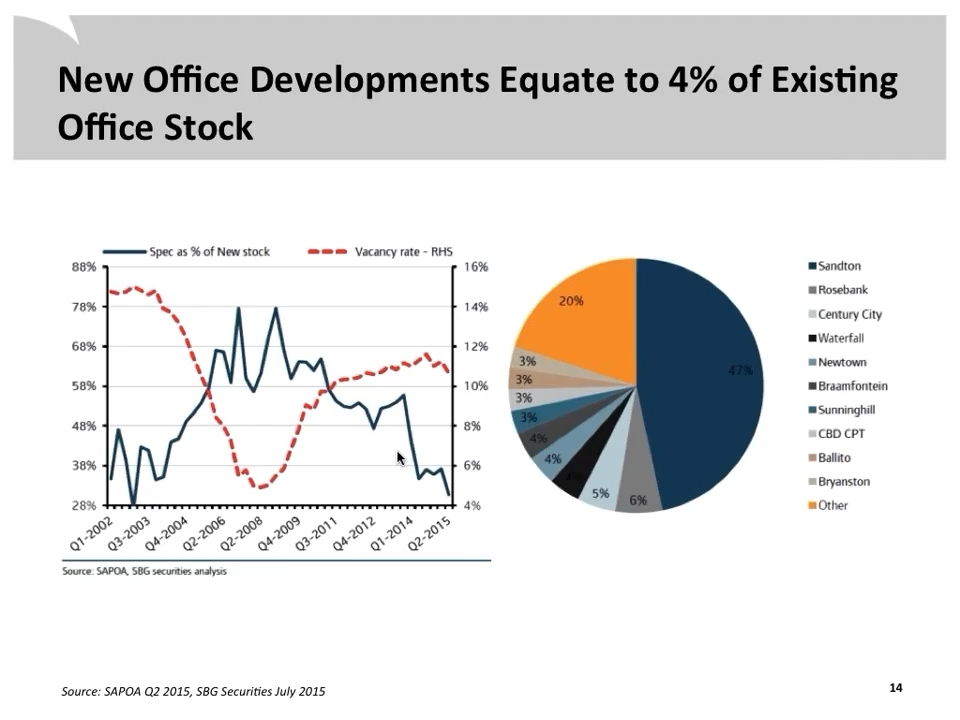 New Office Developments Equate to 4% of Existing
Office Stock
Spec as % of New stock
Vacancy rate - RHS
88%
78%
68%
58%
48%
38%
28%
16%
14%
12%
10%
8%
6%
4%
Q1-2002
Q3-2003
Q4-2004
Q2-2006
Q2-2008
Q4-2009
Q3-2011
Q4-2012
Q1-2014
Q2-2015
Source: SAPOA, SBG securities analysis
47%
6%
5%
4%
4%
4%
3%
3%
3%
3%
20%
Sandton
Rosebank
Century City
Waterfall
Newtown
Braamfontein
Sunninghill
CBD CPT
Ballito
Bryanston
Other
Source: SAPOA Q2 2015, SBG Securities July 2015
14